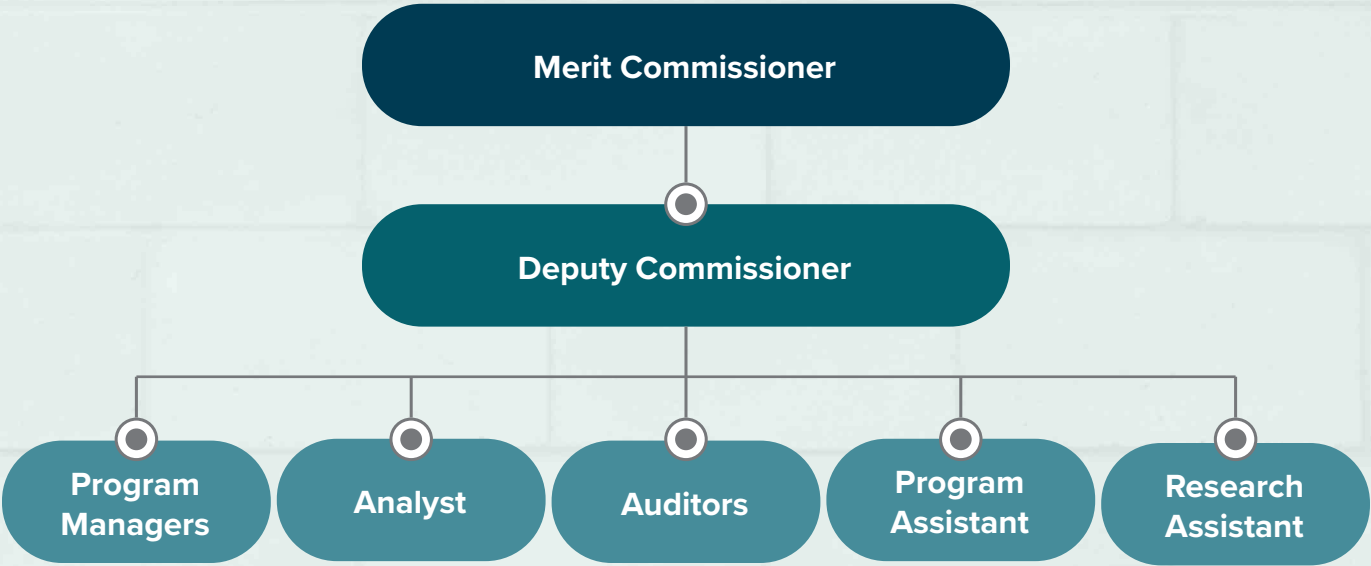 Merit Commissioner
Deputy Commissioner
Program
Managers
Analyst
Auditors
Program
Assistant
Research
Assistant